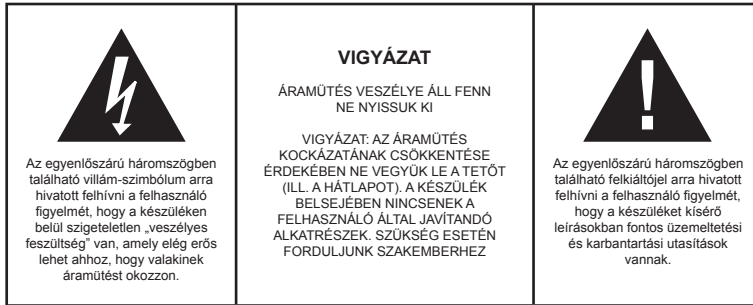 Az egyenlőszárú háromszögben
található villám-szimbólum arra
hivatott felhívni a felhasználó
figyelmét, hogy a készüléken
belül szigeteletlen „veszélyes
feszültség” van, amely elég erős
lehet ahhoz, hogy valakinek
áramütést okozzon.
VIGYÁZAT
ÁRAMÜTÉS VESZÉLYE ÁLL FENN
NE NYISSUK KI
VIGYÁZAT: AZ ÁRAMÜTÉS
KOCKÁZATÁNAK CSÖKKENTÉSE
ÉRDEKÉBEN NE VEGYÜK LE A TETŐT
(ILL. A HÁTLAPOT). A KÉSZÜLÉK
BELSEJÉBEN NINCSENEK A
FELHASZNÁLÓ ÁLTAL JAVÍTANDÓ
ALKATRÉSZEK. SZÜKSÉG ESETÉN
FORDULJUNK SZAKEMBERHEZ
Az egyenlőszárú háromszögben
található felkiáltójel arra hivatott
felhívni a felhasználó figyelmét,
hogy a készüléket kísérő
leírásokban fontos üzemeltetési
és karbantartási utasítások
vannak.